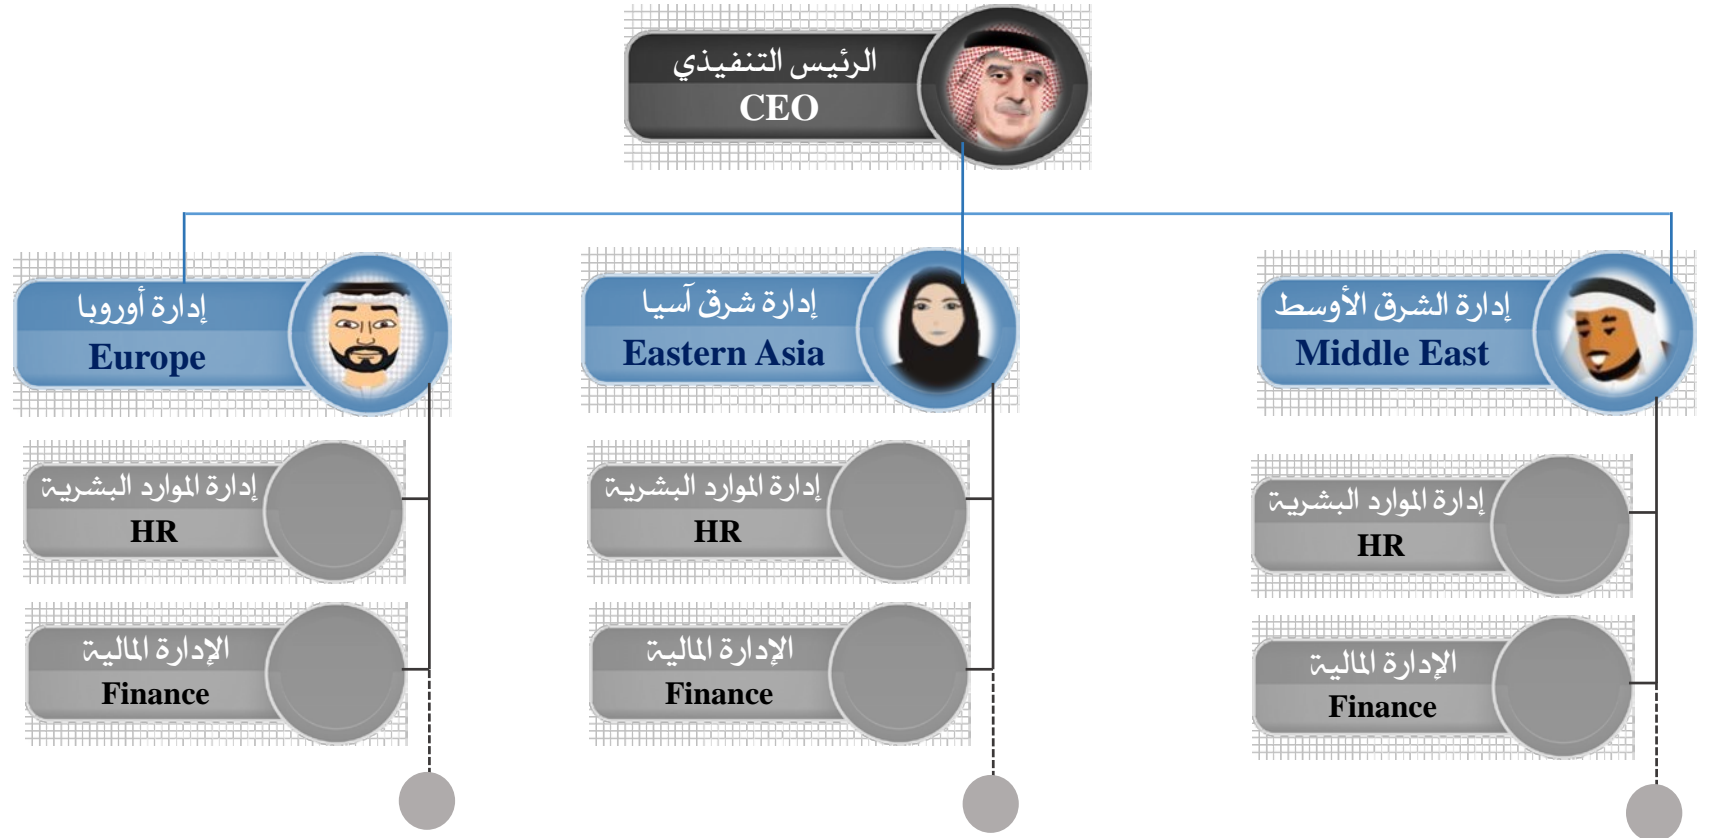 الرئيس التنفيذي
CEO
إدارة الشرق الأوسط
Middle East
إدارة شرق آسيا
Eastern Asia
إدارة أوروبا
Europe
إدارة الموارد البشرية
HR
إدارة الموارد البشرية
HR
إدارة الموارد البشرية
HR
الإدارة المالية
Finance
الإدارة المالية
Finance
الإدارة المالية
Finance